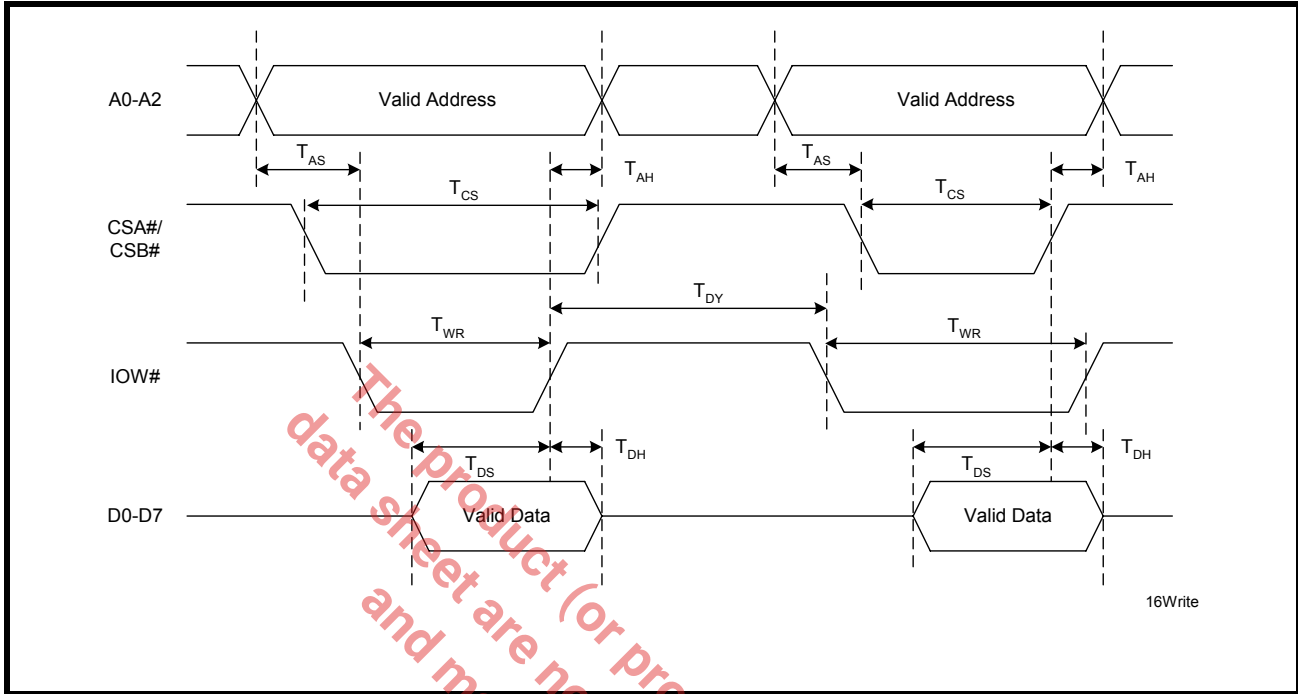 A0-A2
Valid Address
Valid Address
TAS
TAH
TAS
TAH
TCS
TCS
CSA#/
CSB#
TDY
TWR
TWR
IOW#
TDS
TDH
TDS
TDH
D0-D7
Valid Data
Valid Data
16Write
The product (or pro
data sheet are ne
and m